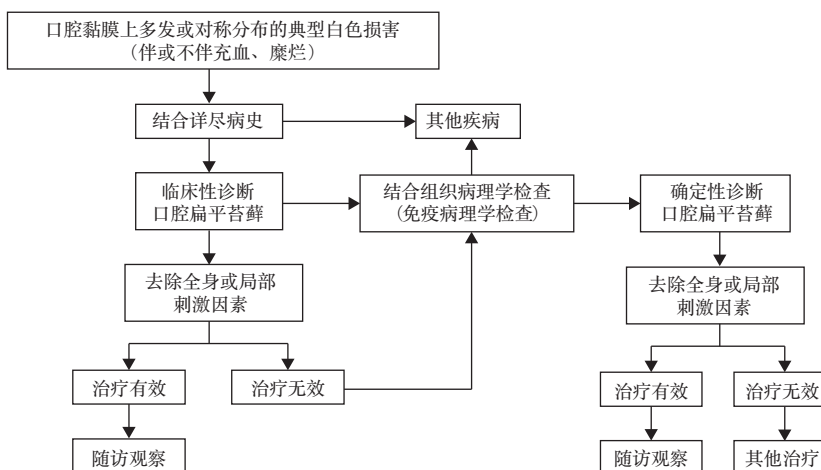 口腔黏膜上多发或对称分布的典型白色损害
（伴或不伴充血、糜烂）
结合详尽病史
其他疾病
临床性诊断
口腔扁平苔藓
结合组织病理学检查
(免疫病理学检查)
确定性诊断
口腔扁平苔藓
去除全身或局部
刺激因素
去除全身或局部
刺激因素
治疗有效
治疗无效
治疗有效
治疗无效
随访观察
随访观察
其他治疗